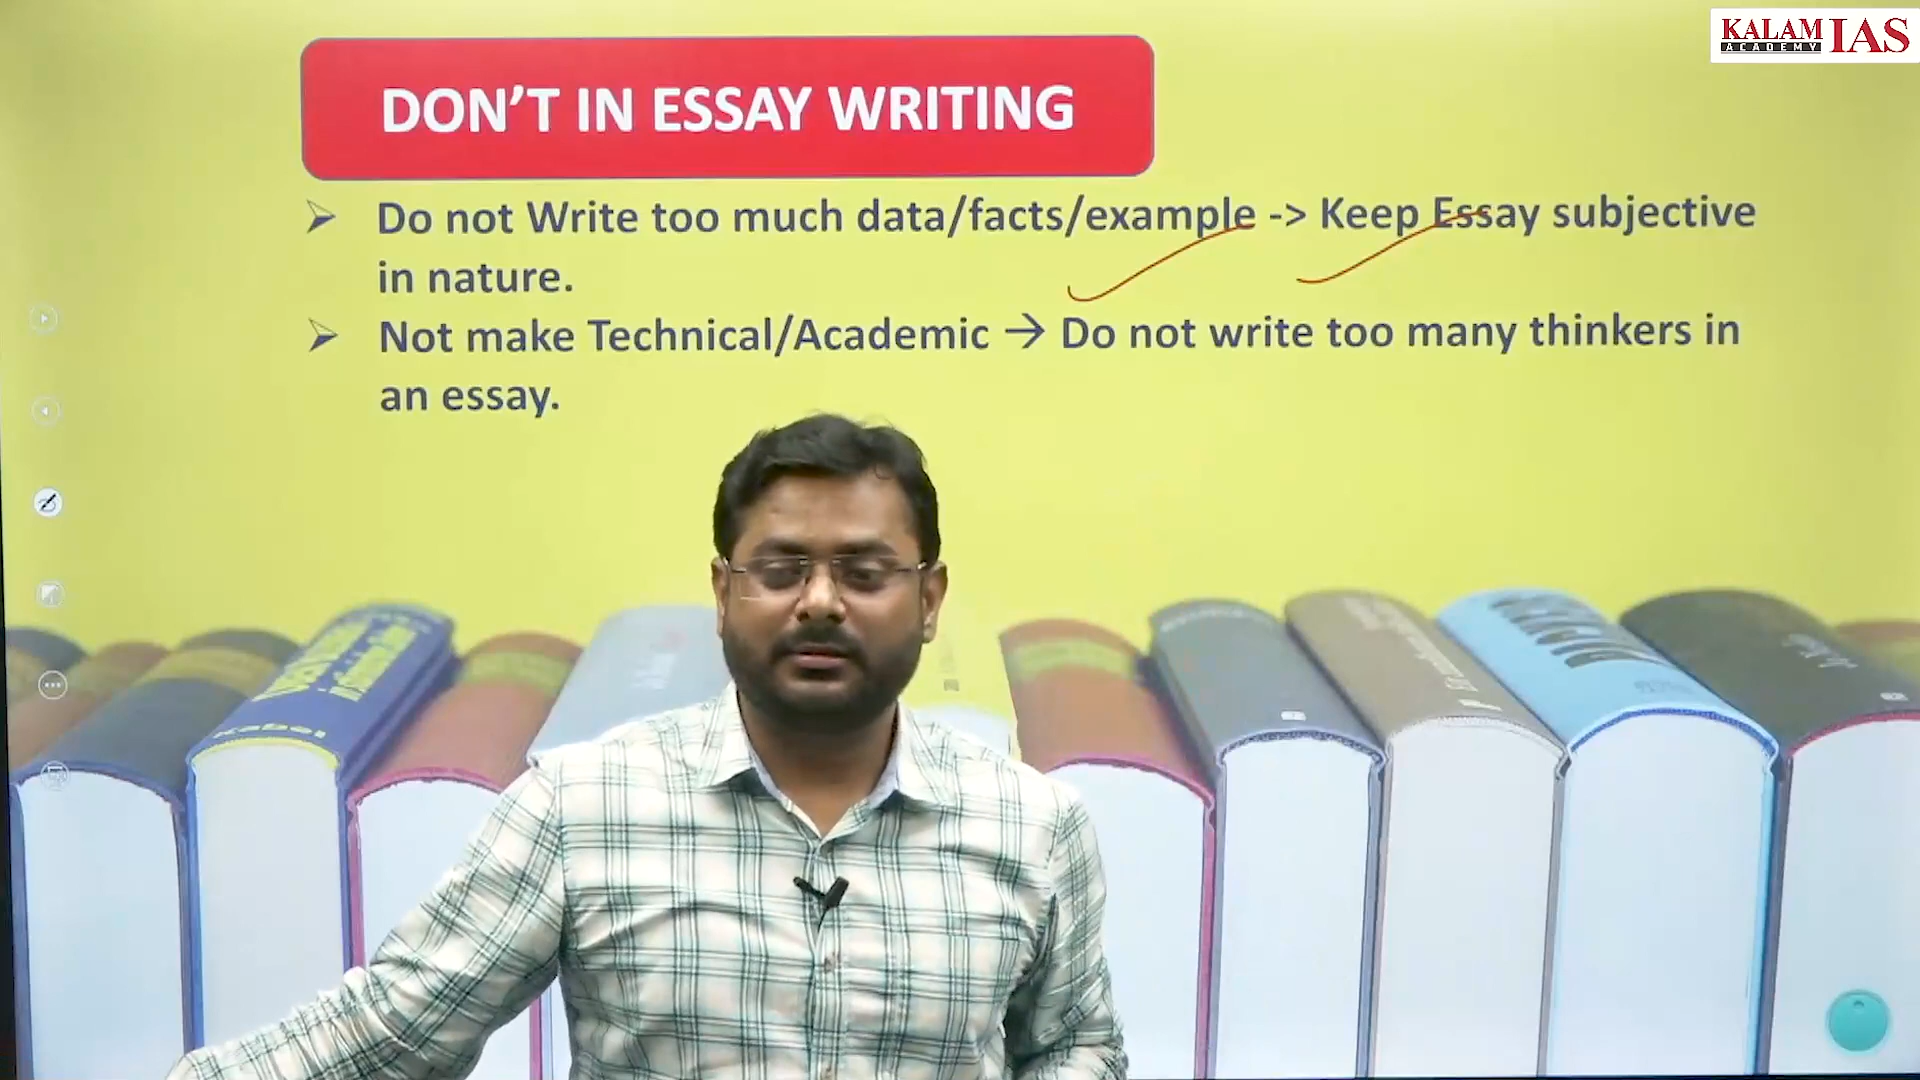 KALAM IAS
ACADEMY
DON'T IN ESSAY WRITING
Do not Write too much data/facts/example -> Keep Essay subjective
in nature.
Not make Technical/Academic → Do not write too many thinkers in
an essay.
Kabel